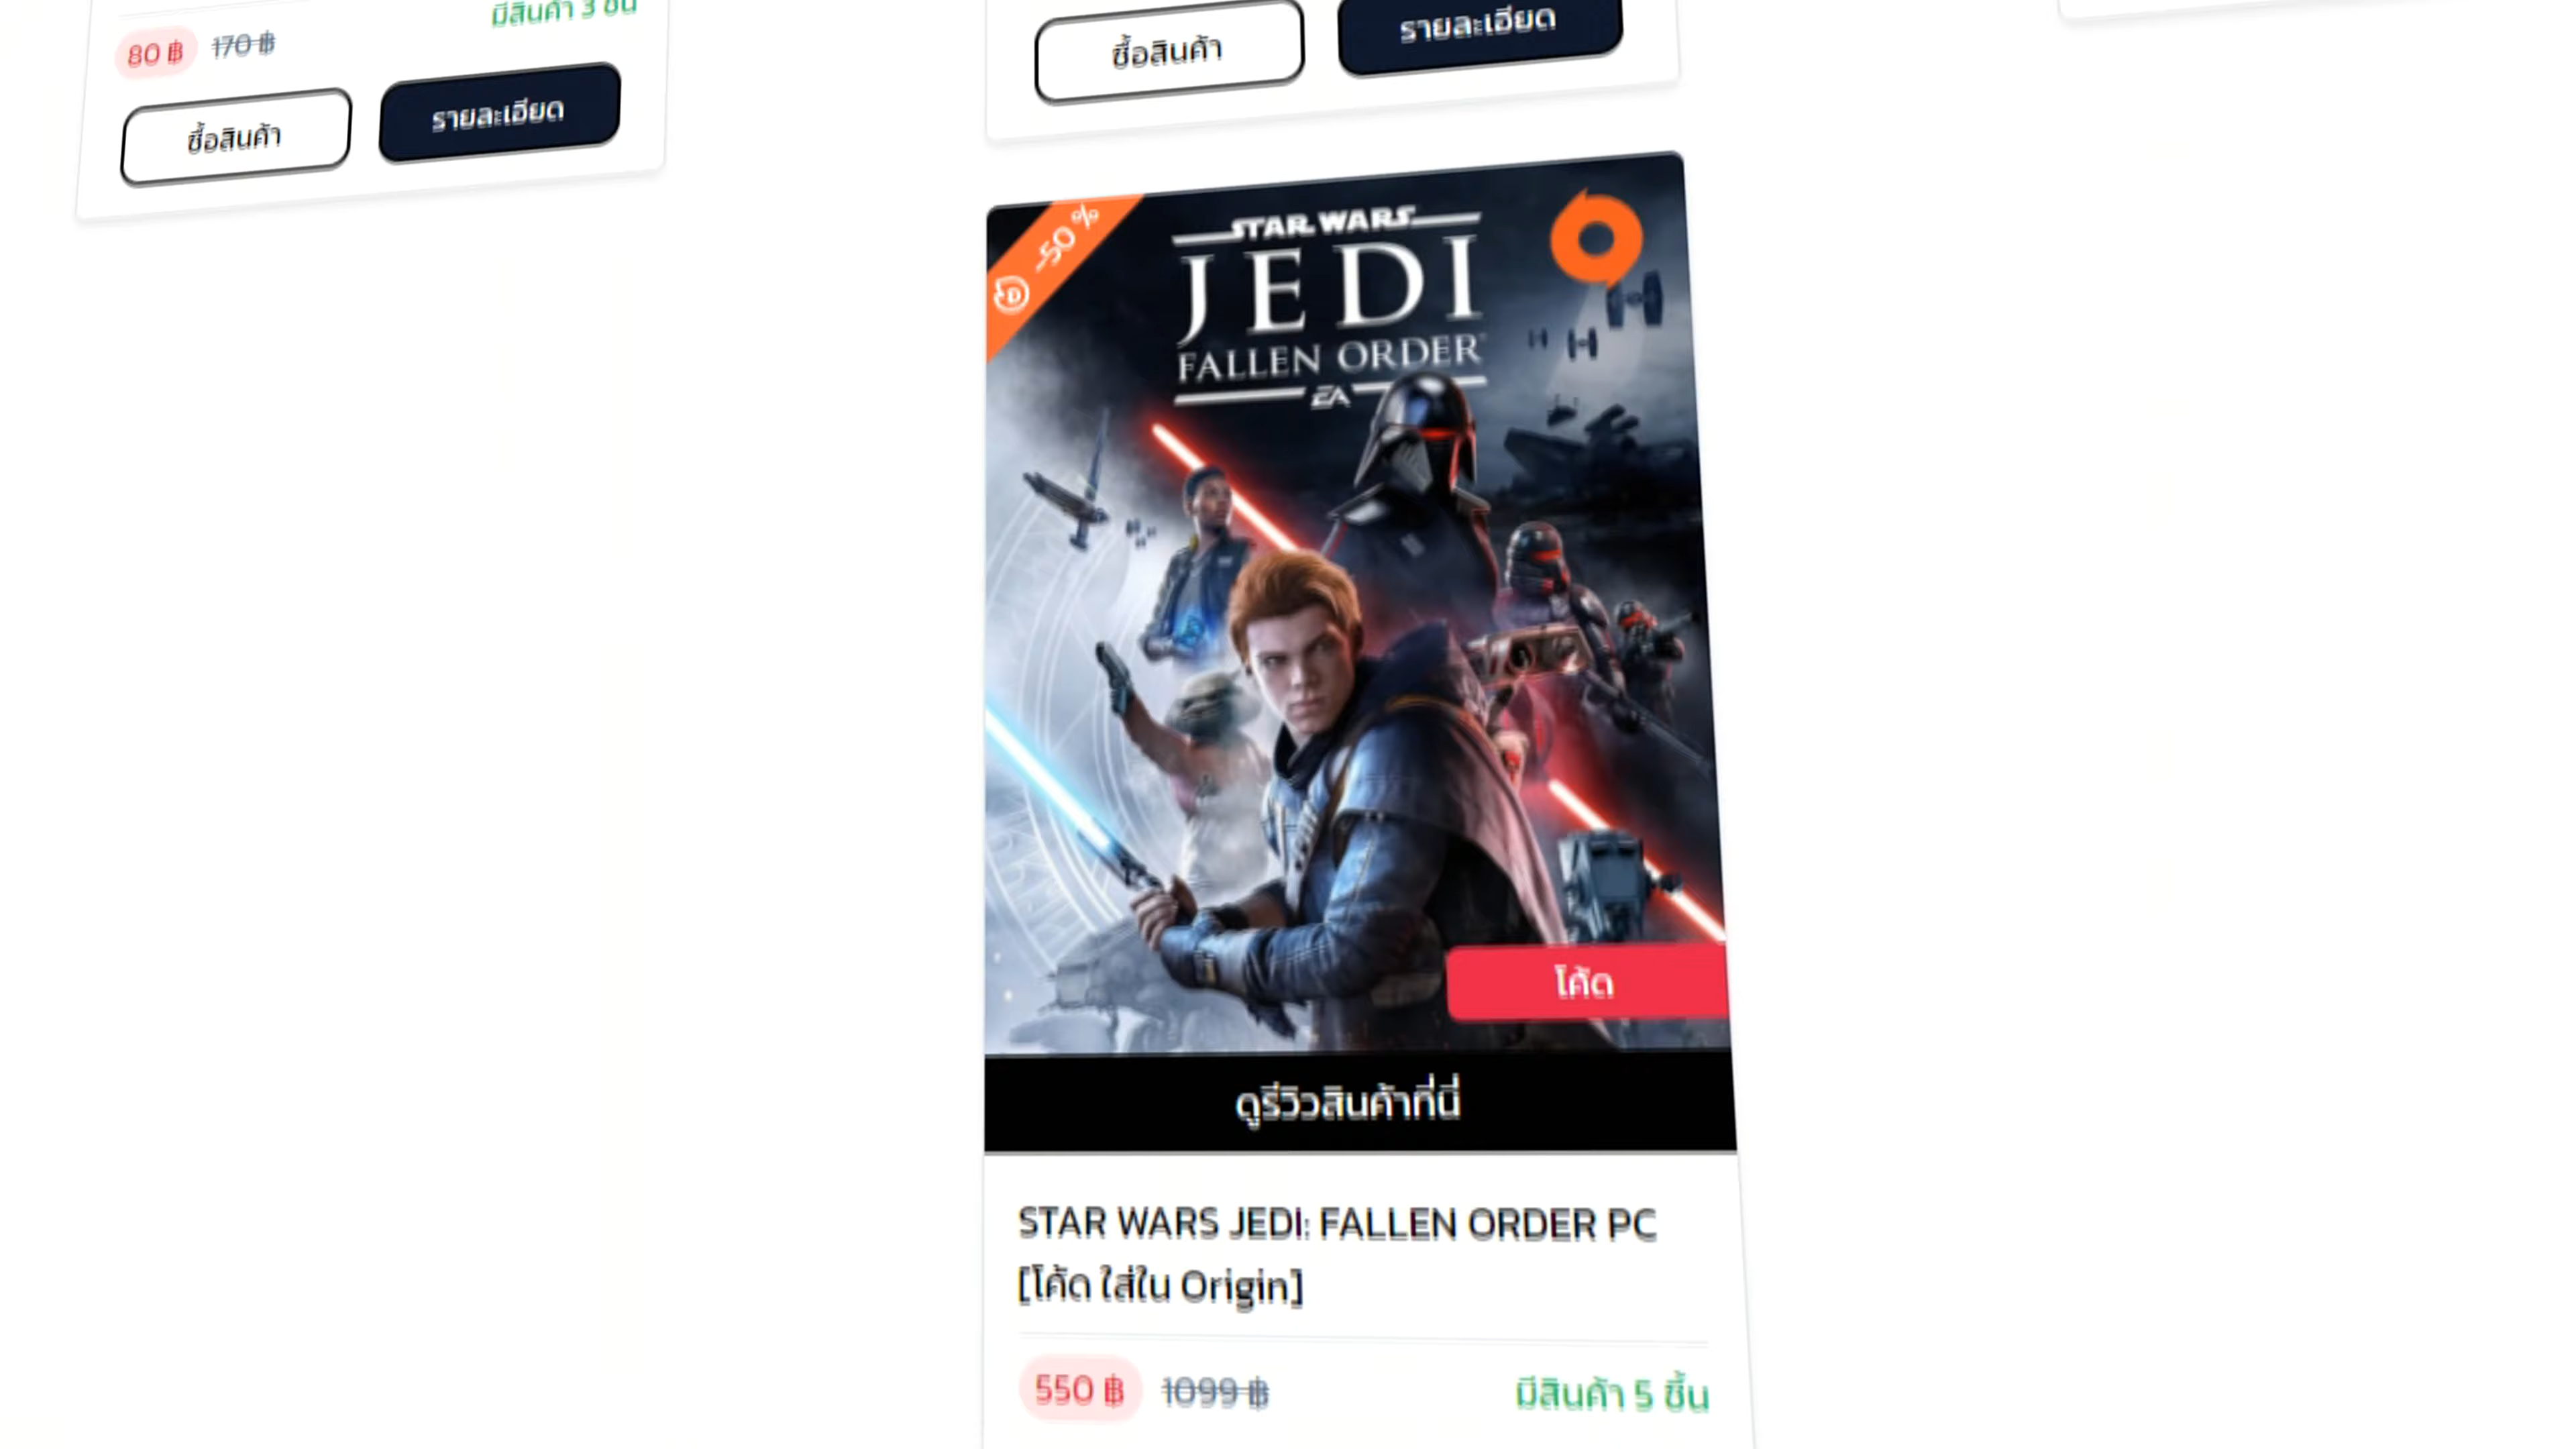 มีสินค้า 3 ชิ้น
80 ฿ 170 ฿
ซื้อสินค้า
รายละเอียด
ซื้อสินค้า
รายละเอียด
-50 %
STAR WARS
JEDI
FALLEN ORDER
EA
โค้ด
ดูรีวิวสินค้าที่นี่
STAR WARS JEDI: FALLEN ORDER PC
[โค้ด ใส่ใน Origin]
550 ฿ 1099 ฿
มีสินค้า 5 ชิ้น